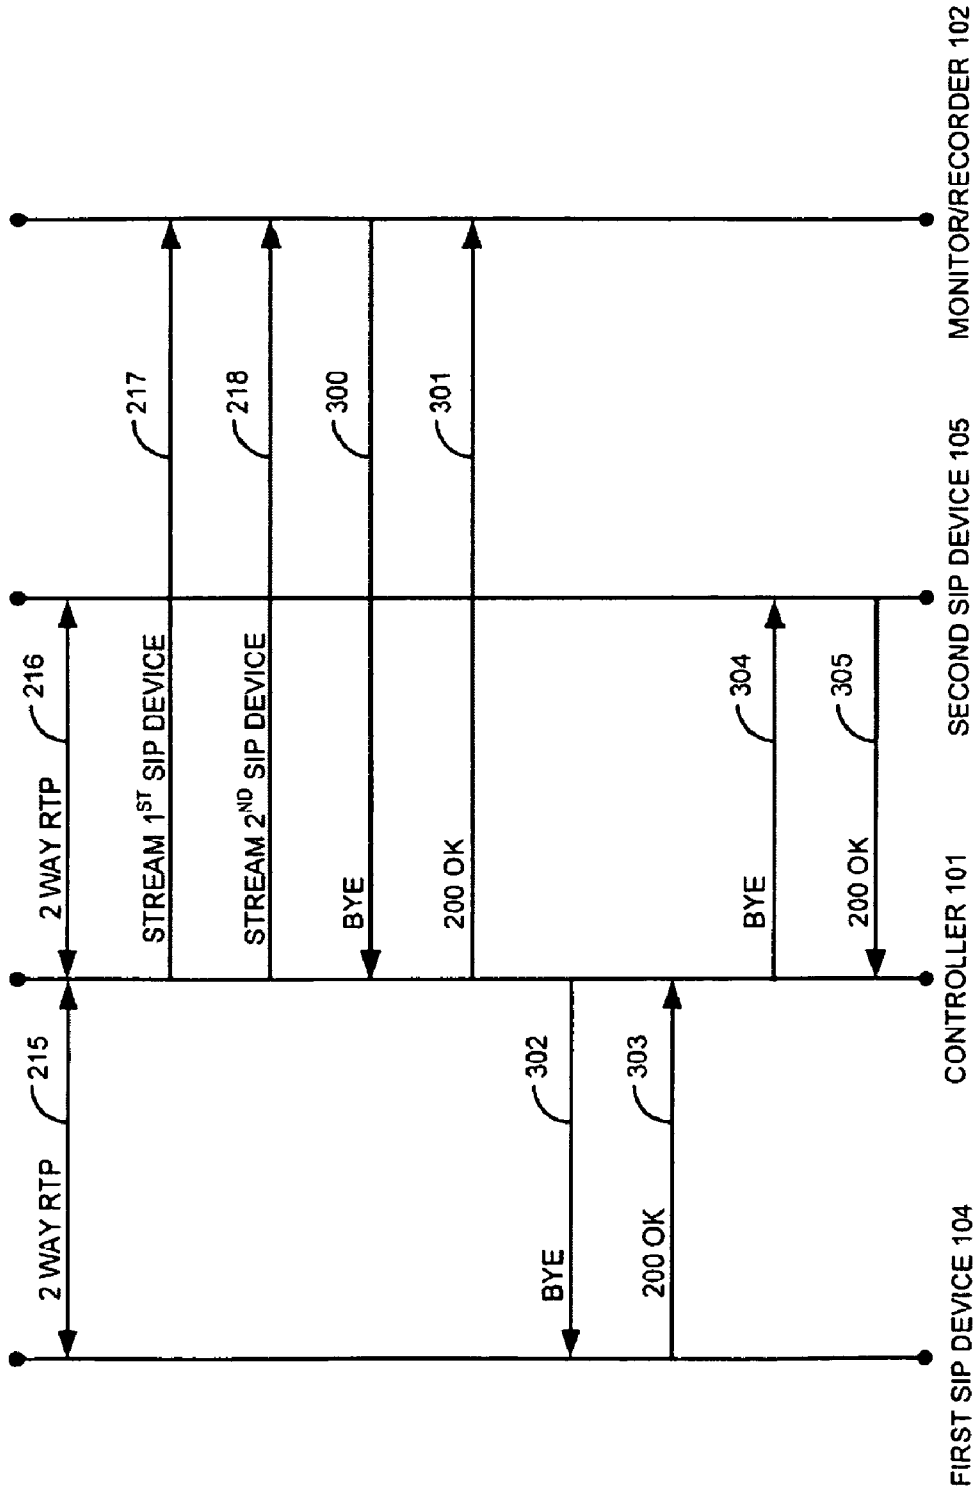 2 WAY RTP
215
2 WAY RTP
216
STREAM 1ST SIP DEVICE
217
STREAM 2ND SIP DEVICE
218
BYE
300
200 OK
301
BYE
302
200 OK
303
BYE
304
200 OK
305
FIRST SIP DEVICE 104
CONTROLLER 101
SECOND SIP DEVICE 105
MONITOR/RECORDER 102